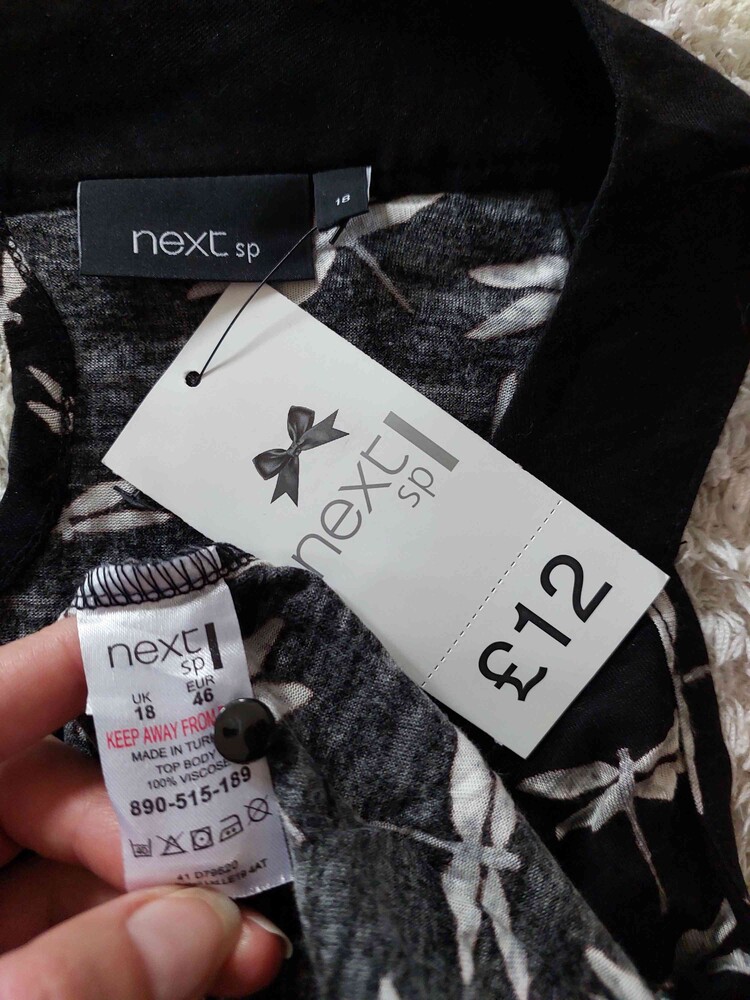 next sp
18
next
sp
£12
next
sp
UK
18
EUR
46
KEEP AWAY FROM
MADE IN
TOP BODY
100% VISCOSE
890-515-189